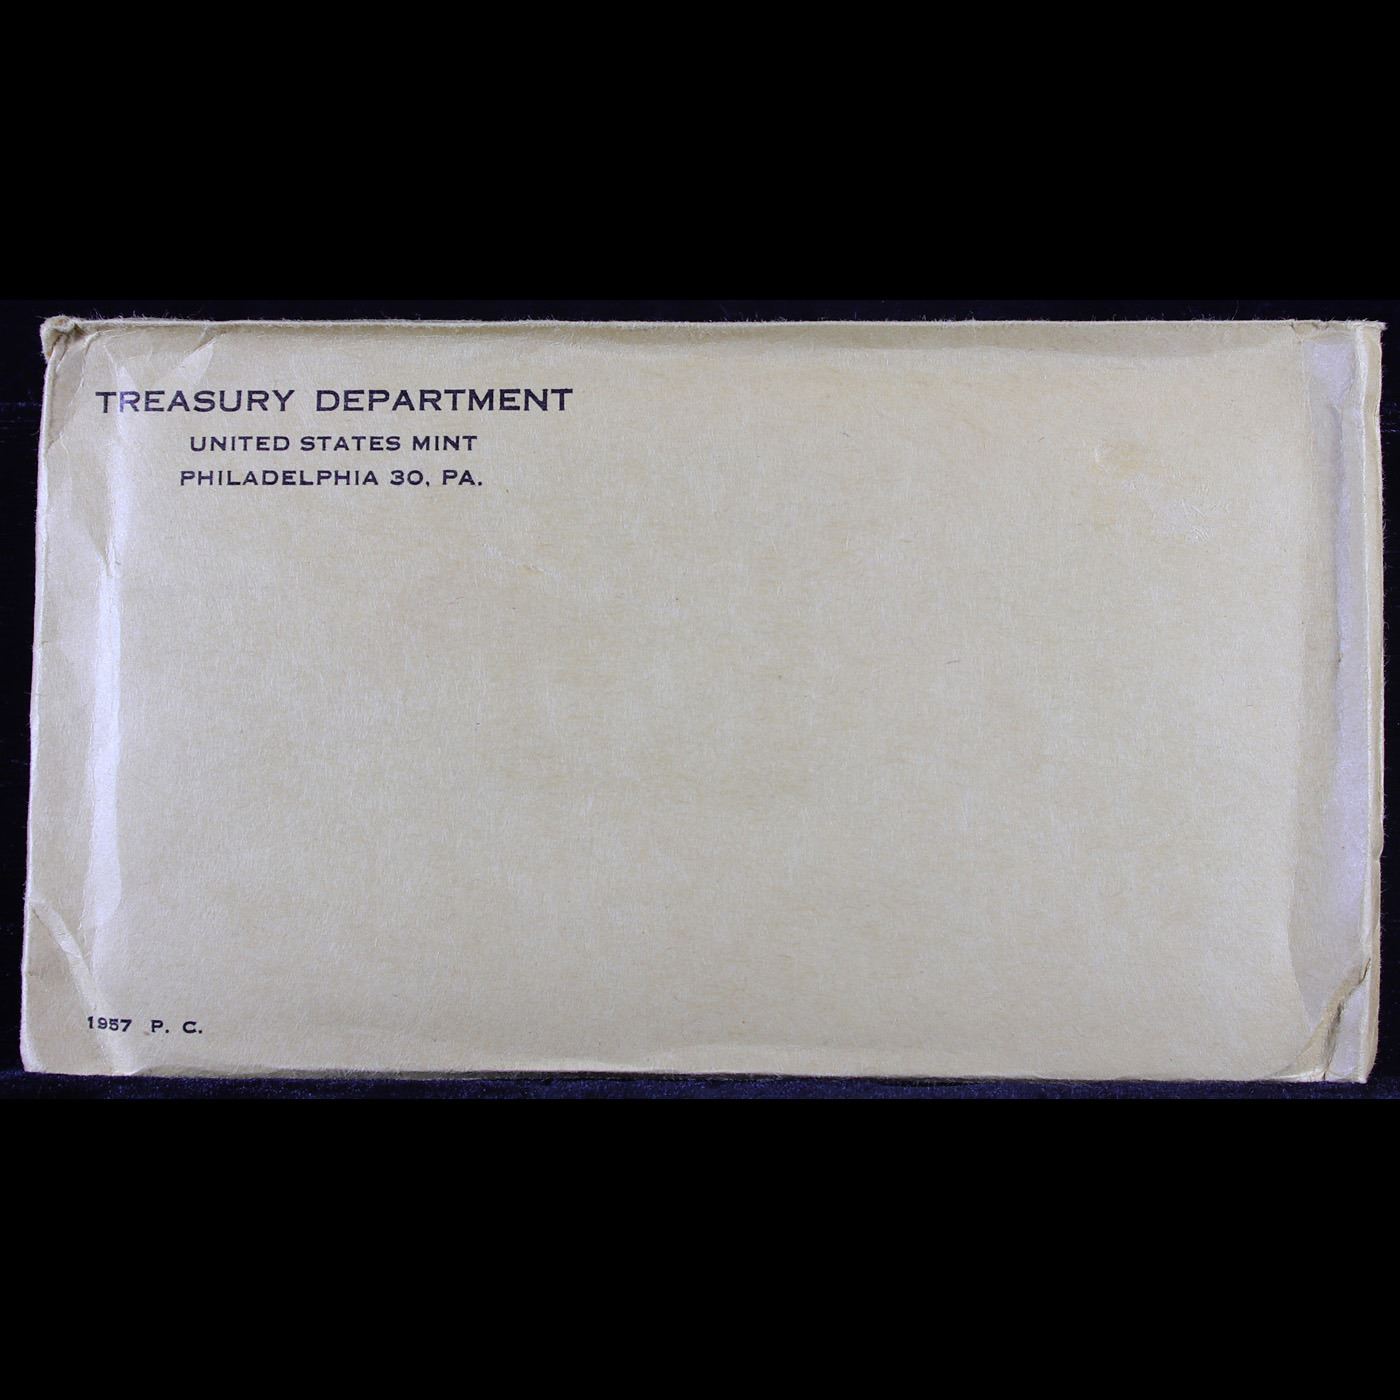 TREASURY DEPARTMENT
UNITED STATES MINT
PHILADELPHIA 30, PA.
1957 P. C.